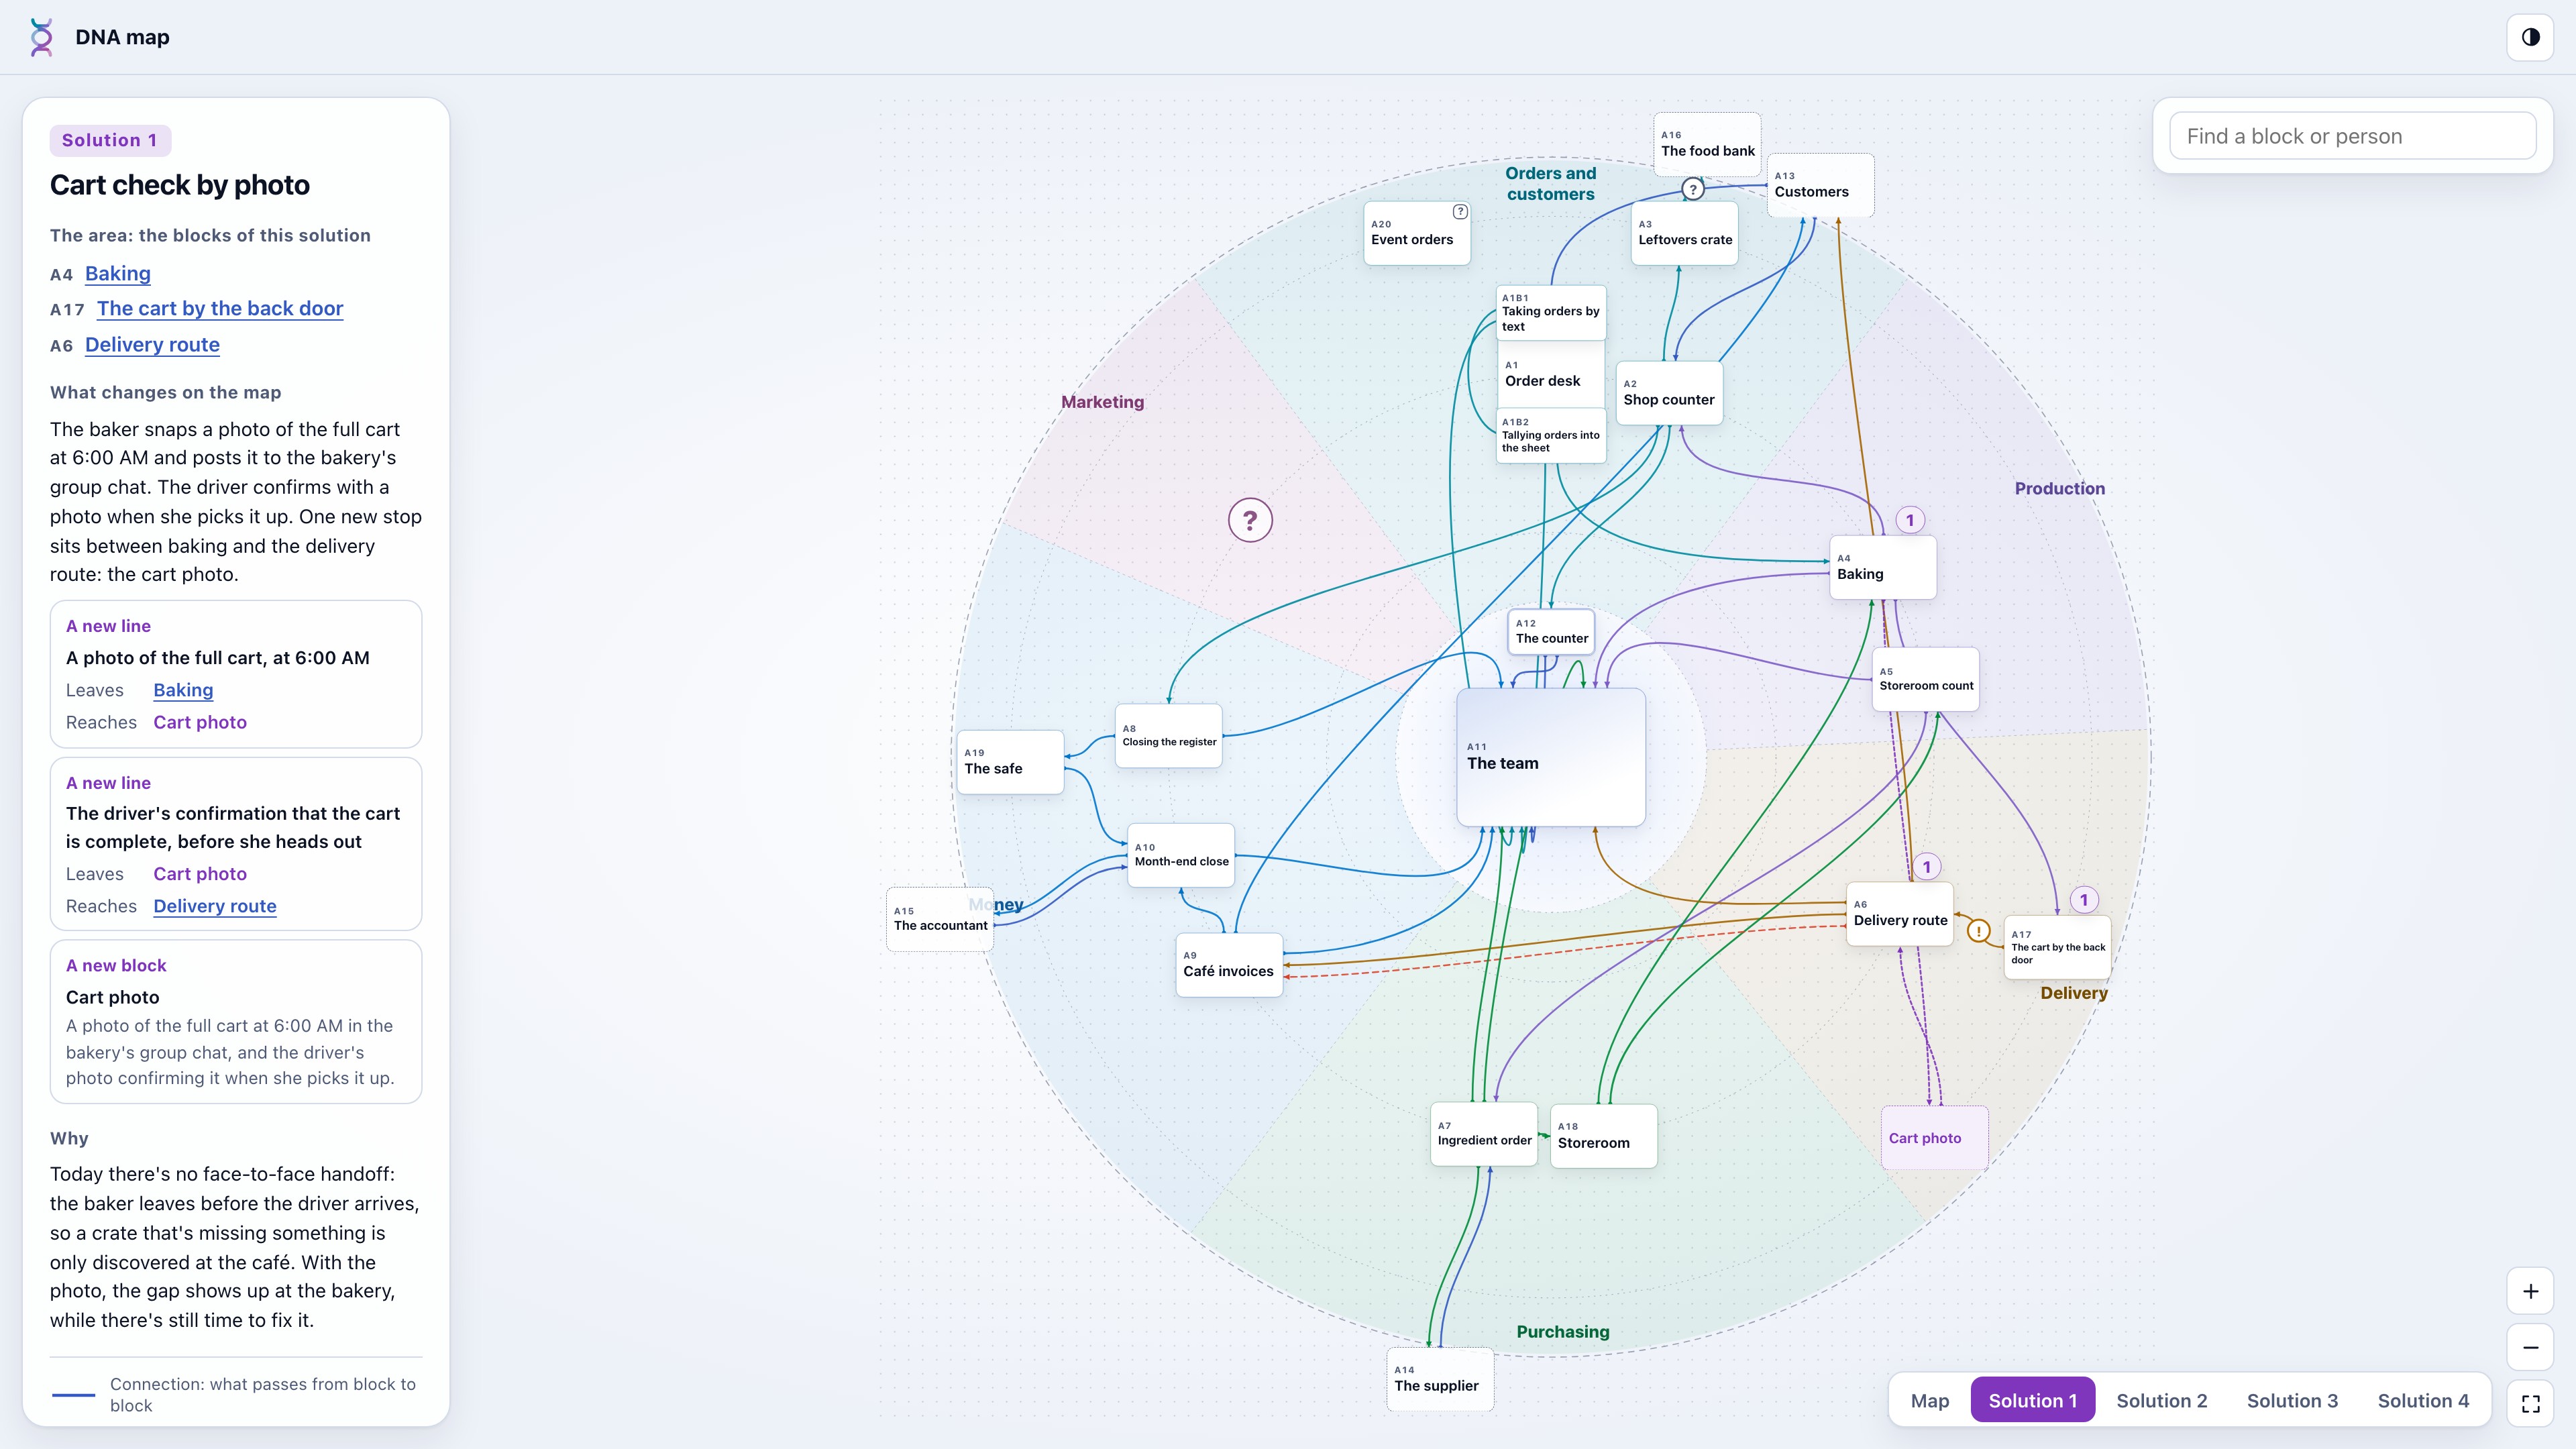 DNA map
Solution 1
Cart check by photo
The area: the blocks of this solution
A4 Baking
A17 The cart by the back door
A6 Delivery route
What changes on the map
The baker snaps a photo of the full cart
at 6:00 AM and posts it to the bakery's
group chat. The driver confirms with a
photo when she picks it up. One new stop
sits between baking and the delivery
route: the cart photo.
A new line
A photo of the full cart, at 6:00 AM
Leaves Baking
Reaches Cart photo
A new line
The driver's confirmation that the cart
is complete, before she heads out
Leaves Cart photo
Reaches Delivery route
A new block
Cart photo
A photo of the full cart at 6:00 AM in the
bakery's group chat, and the driver's
photo confirming it when she picks it up.
Why
Today there's no face-to-face handoff:
the baker leaves before the driver arrives,
so a crate that's missing something is
only discovered at the café. With the
photo, the gap shows up at the bakery,
while there's still time to fix it.
Connection: what passes from block to
block
Find a block or person
A16
The food bank
A13
Customers
?
Orders and
customers
A20
Event orders
?
A3
Leftovers crate
A1B1
Taking orders by
text
A1
Order desk
A1B2
Tallying orders into
the sheet
A2
Shop counter
Marketing
?
Production
1
A4
Baking
A12
The counter
A5
Storeroom count
A11
The team
A8
Closing the register
A19
The safe
A10
Month-end close
Money
A15
The accountant
A9
Café invoices
1
A6
Delivery route
!
1
A17
The cart by the back
door
Delivery
A7
Ingredient order
A18
Storeroom
Cart photo
Purchasing
A14
The supplier
+
−
Map
Solution 1
Solution 2
Solution 3
Solution 4